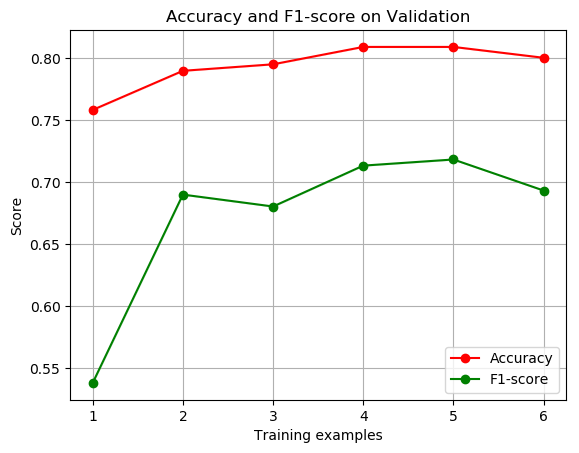 Accuracy and F1-score on Validation
Score
0.80
0.75
0.70
0.65
0.60
0.55
Accuracy
F1-score
1 2 3 4 5 6
Training examples